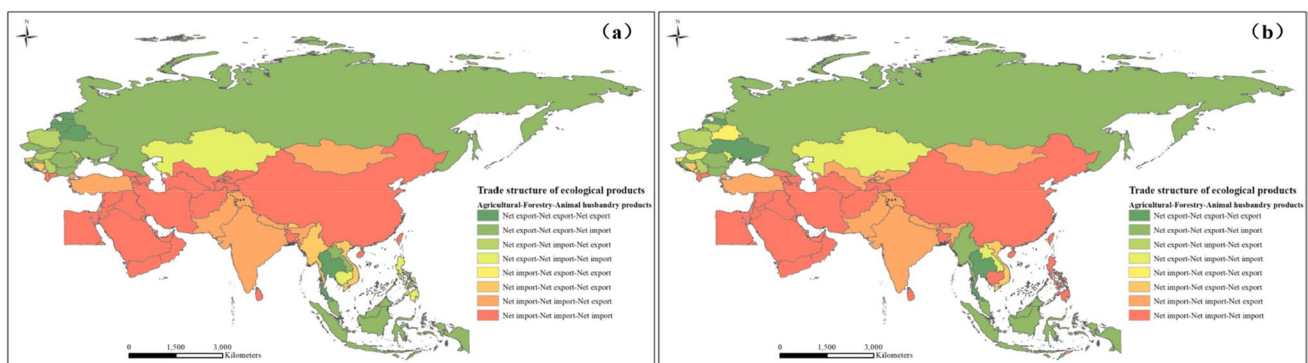 N
(a)
Trade structure of ecological products
Agricultural-Forestry-Animal husbandry products
Net export-Net export-Net export
Net export-Net export-Net import
Net export-Net import-Net export
Net export-Net import-Net import
Net import-Net export-Net export
Net import-Net export-Net export
Net import-Net import-Net export
Net import-Net import-Net import
0 1,500 3,000
Kilometers
N
(b)
Trade structure of ecological products
Agricultural-Forestry-Animal husbandry products
Net export-Net export-Net export
Net export-Net export-Net import
Net export-Net import-Net export
Net export-Net import-Net import
Net import-Net export-Net export
Net import-Net export-Net export
Net import-Net import-Net export
Net import-Net import-Net import
0 1,500 3,000
Kilometers